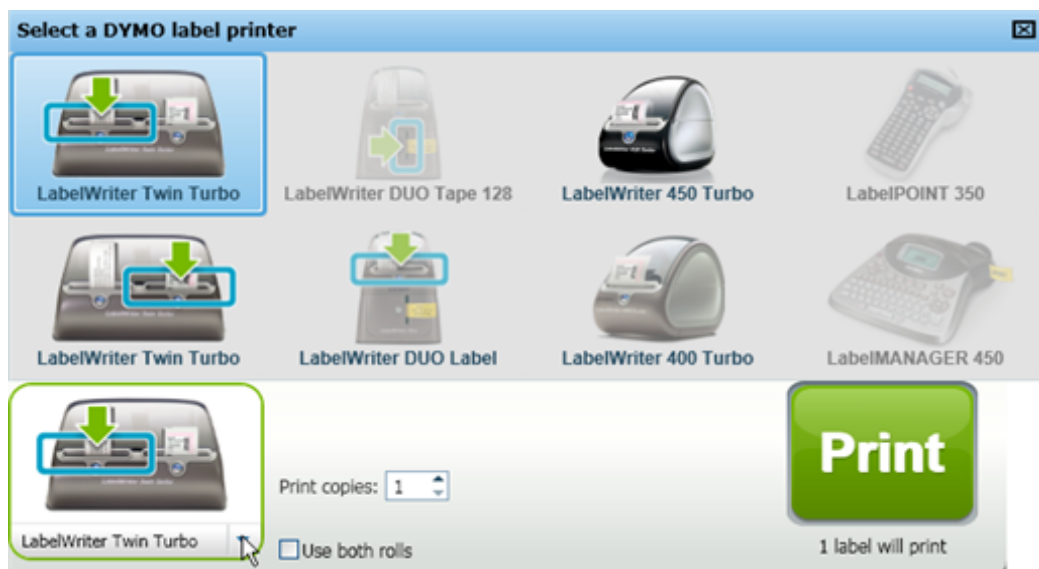 Select a DYMO label printer
LabelWriter Twin Turbo
LabelWriter DUO Tape 128
LabelWriter 450 Turbo
LabelPOINT 350
LabelWriter Twin Turbo
LabelWriter DUO Label
LabelWriter 400 Turbo
LabelMANAGER 450
LabelWriter Twin Turbo
Print copies: 1
Use both rolls
Print
1 label will print